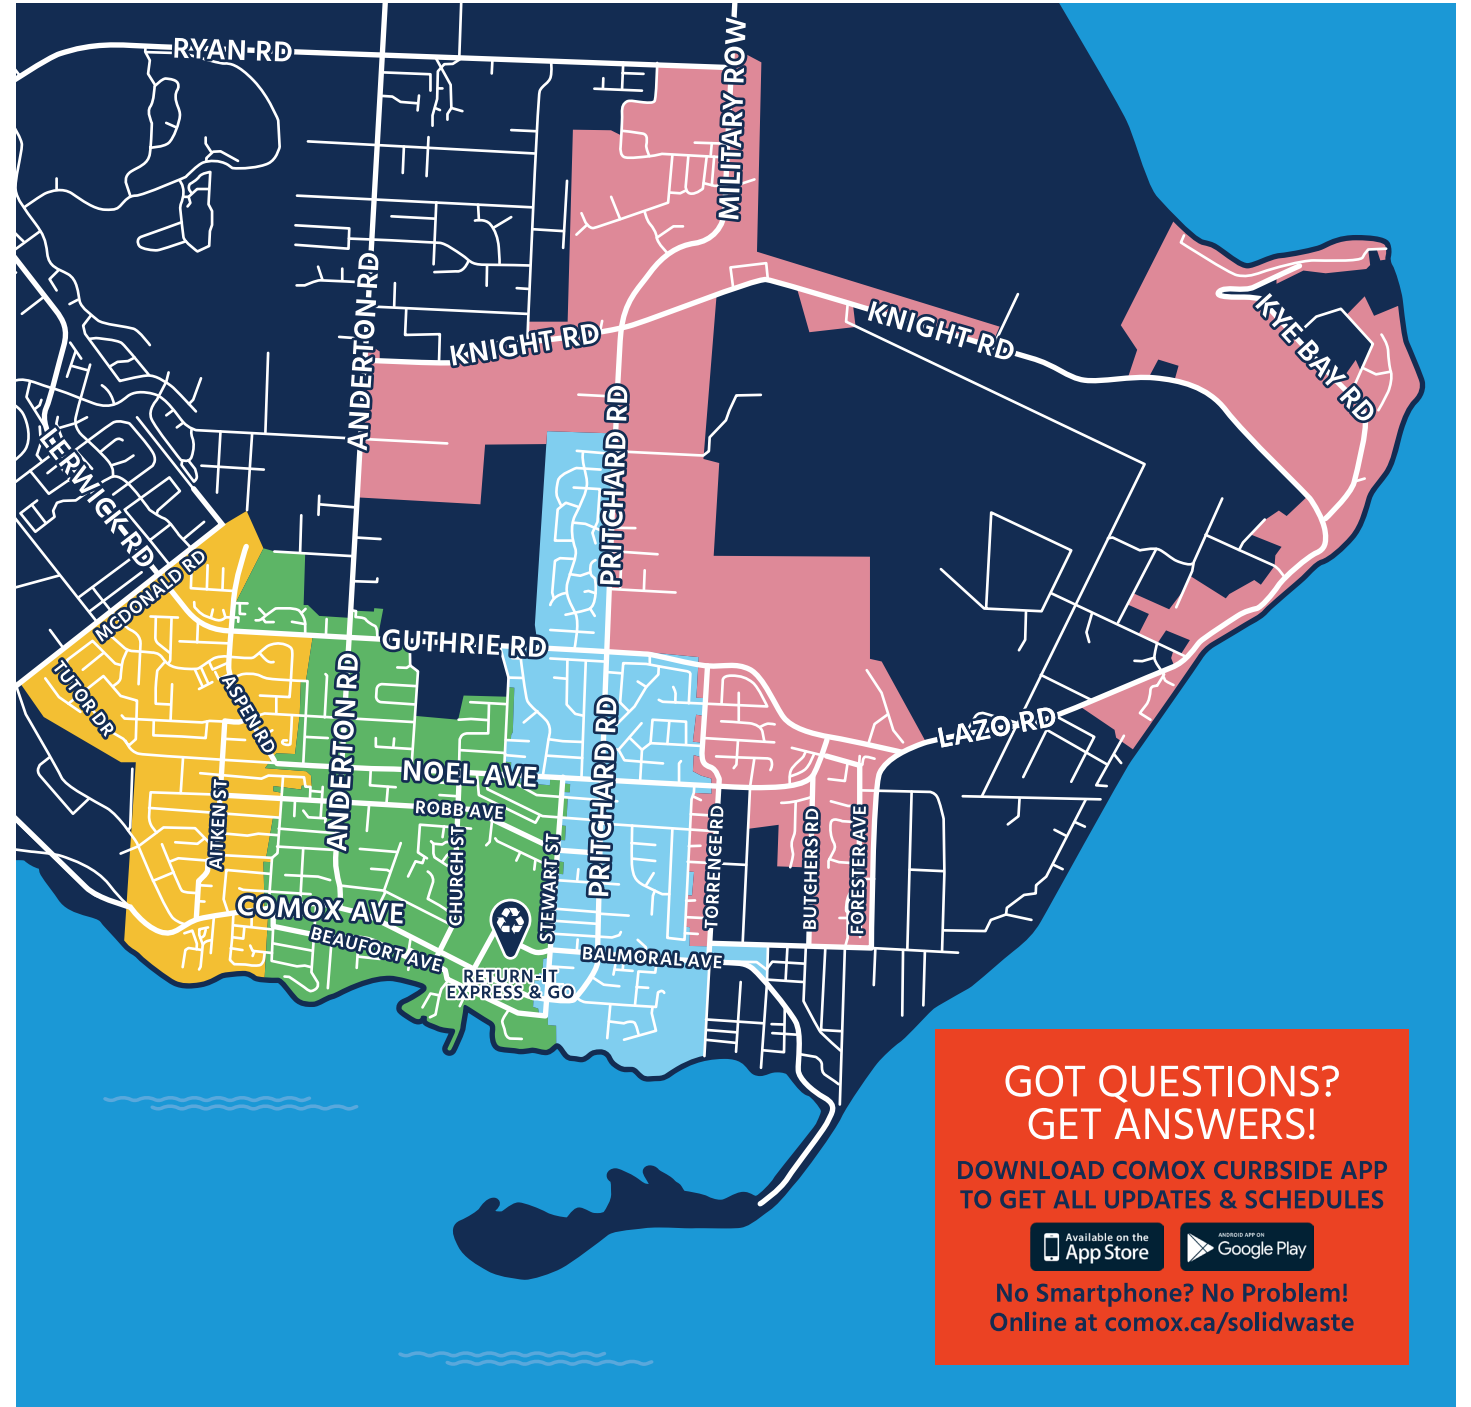 RYAN RD
MILITARY ROW
ANDERTON RD
KNIGHT RD
KNIGHT RD
KYE BAY RD
PRITCHARD RD
LERWICK RD
MCDONALD RD
GUTHRIE RD
TUTOR DR
ASPEN RD
ANDERTON RD
PRITCHARD RD
LAZO RD
NOEL AVE
ROBB AVE
AITKEN ST
CHURCH ST
STEWART ST
TORRENCE RD
BUTCHERS RD
FORESTER AVE
COMOX AVE
BEAUFORT AVE
BALMORAL AVE
RETURN-IT
EXPRESS & GO
GOT QUESTIONS?
GET ANSWERS!
DOWNLOAD COMOX CURBSIDE APP
TO GET ALL UPDATES & SCHEDULES
Available on the
App Store
ANDROID APP ON
Google Play
No Smartphone? No Problem!
Online at comox.ca/solidwaste